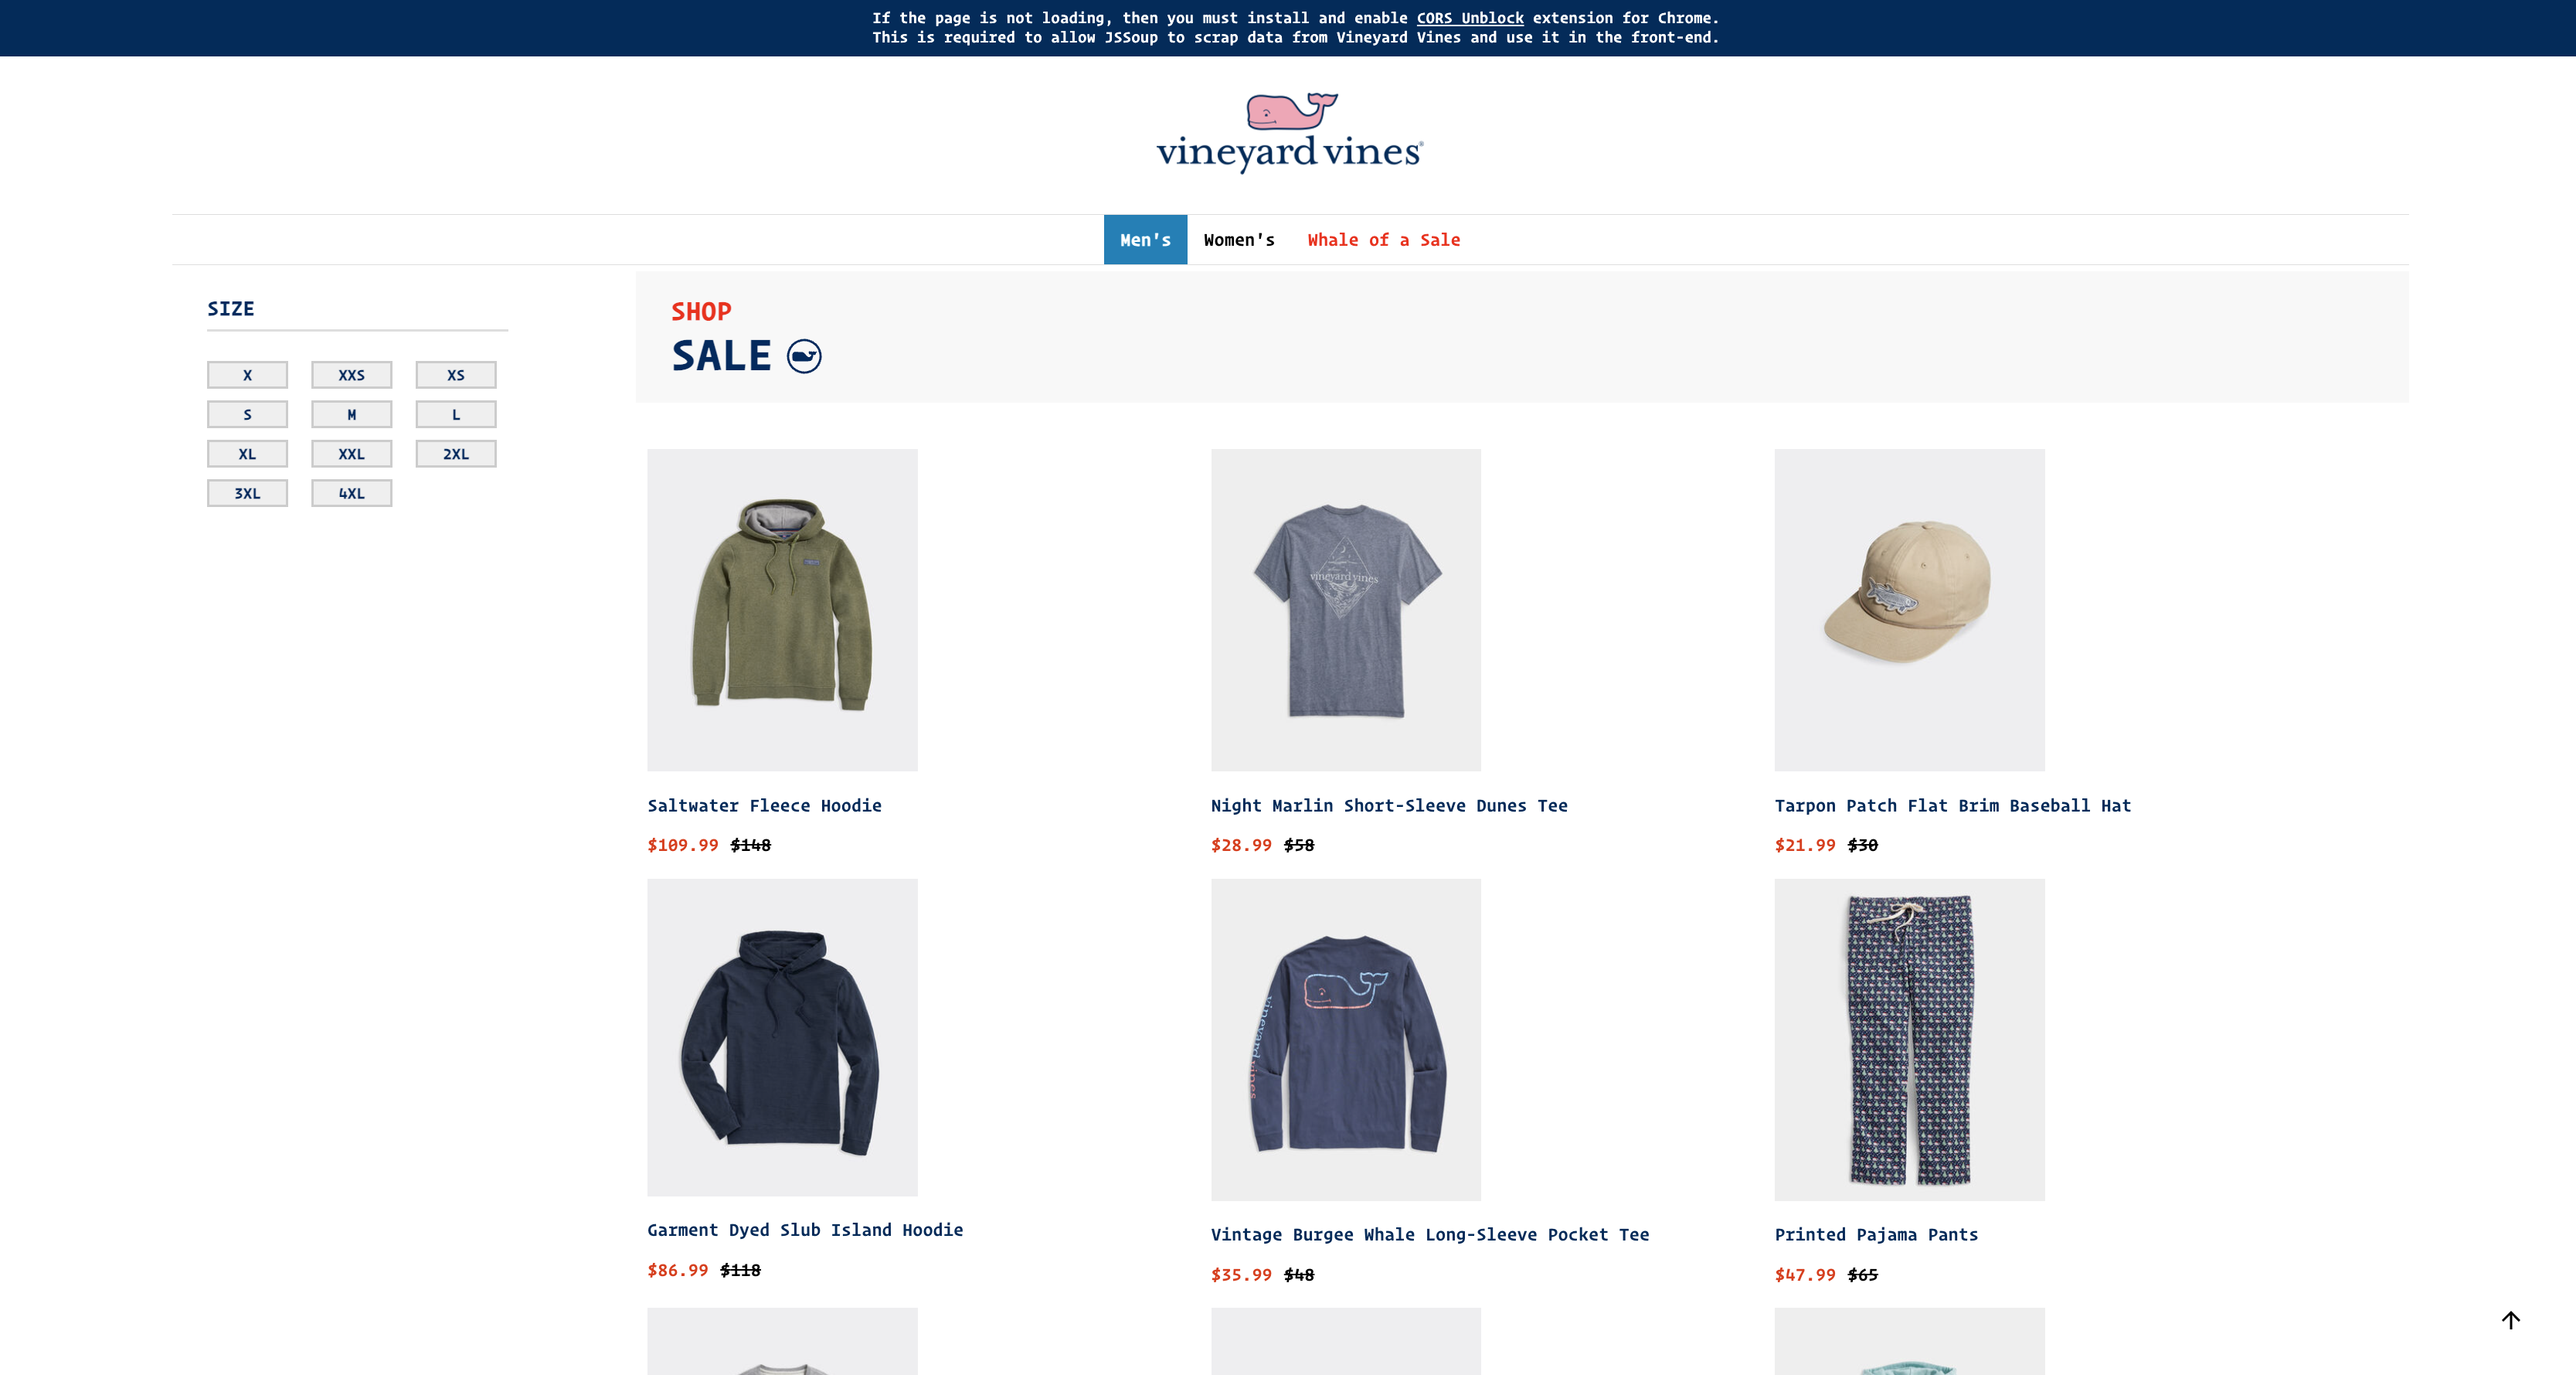 If the page is not loading, then you must install and enable CORS Unblock extension for Chrome.
This is required to allow JSSoup to scrap data from Vineyard Vines and use it in the front-end.
vineyard vines®
Men's Women's Whale of a Sale
SIZE
X XXS XS
S M L
XL XXL 2XL
3XL 4XL
SHOP
SALE
vineyard vines
Saltwater Fleece Hoodie
$109.99 $148
Night Marlin Short-Sleeve Dunes Tee
$28.99 $58
Tarpon Patch Flat Brim Baseball Hat
$21.99 $30
vineyard vines
Garment Dyed Slub Island Hoodie
$86.99 $118
Vintage Burgee Whale Long-Sleeve Pocket Tee
$35.99 $48
Printed Pajama Pants
$47.99 $65